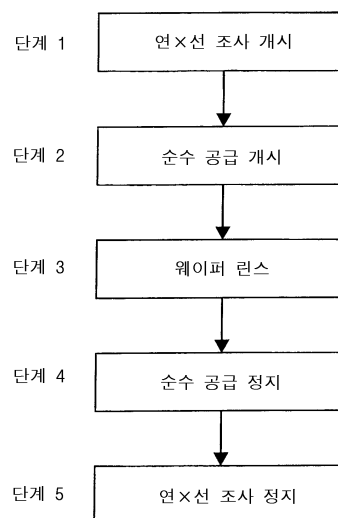 단계 1 연×선 조사 개시
단계 2 순수 공급 개시
단계 3 웨이퍼 린스
단계 4 순수 공급 정지
단계 5 연×선 조사 정지